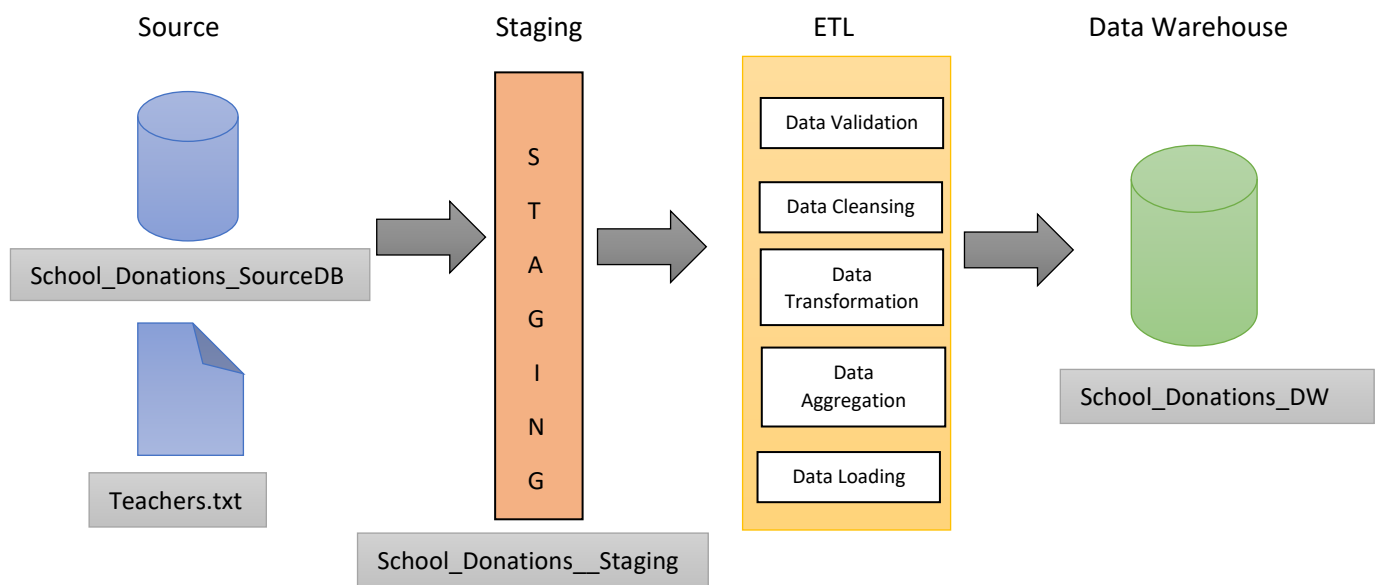 Source
Staging
ETL
Data Warehouse
School_Donations_SourceDB
Teachers.txt
S
T
A
G
I
N
G
School_Donations__Staging
Data Validation
Data Cleansing
Data
Transformation
Data
Aggregation
Data Loading
School_Donations_DW